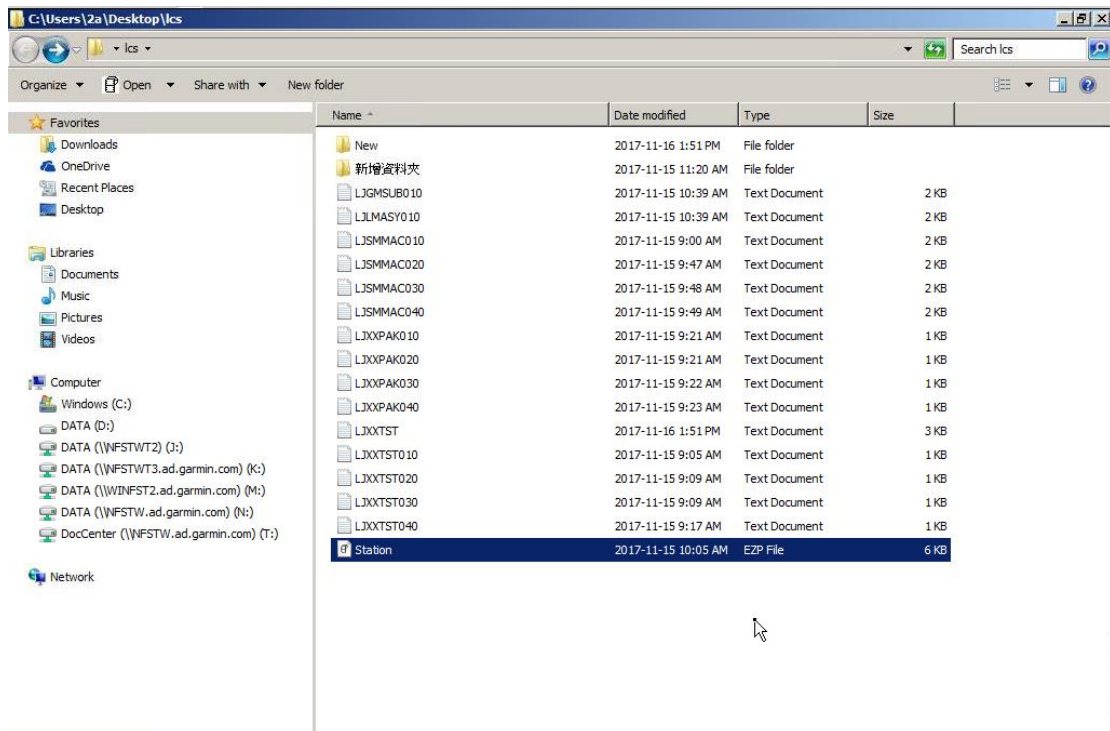 C:\Users\2a\Desktop\lcs
lcs
Search lcs
Organize Open Share with New folder
Name Date modified Type Size
Favorites
Downloads
OneDrive
Recent Places
Desktop
Libraries
Documents
Music
Pictures
Videos
Computer
Windows (C:)
DATA (D:)
DATA (\\NFSTWT2) (J:)
DATA (\\NFSTWT3.ad.garmin.com) (K:)
DATA (\\WINFST2.ad.garmin.com) (M:)
DATA (\\NFSTW.ad.garmin.com) (N:)
DocCenter (\\NFSTW.ad.garmin.com) (T:)
Network
New 2017-11-16 1:51 PM File folder
新增資料夾 2017-11-15 11:20 AM File folder
LJGMSUB010 2017-11-15 10:39 AM Text Document 2 KB
LJLMASY010 2017-11-15 10:39 AM Text Document 2 KB
LJSMMAC010 2017-11-15 9:00 AM Text Document 2 KB
LJSMMAC020 2017-11-15 9:47 AM Text Document 2 KB
LJSMMAC030 2017-11-15 9:48 AM Text Document 2 KB
LJSMMAC040 2017-11-15 9:49 AM Text Document 2 KB
LJXXPAK010 2017-11-15 9:21 AM Text Document 1 KB
LJXXPAK020 2017-11-15 9:21 AM Text Document 1 KB
LJXXPAK030 2017-11-15 9:22 AM Text Document 1 KB
LJXXPAK040 2017-11-15 9:23 AM Text Document 1 KB
LJXXTST 2017-11-16 1:51 PM Text Document 3 KB
LJXXTST010 2017-11-15 9:05 AM Text Document 1 KB
LJXXTST020 2017-11-15 9:09 AM Text Document 1 KB
LJXXTST030 2017-11-15 9:09 AM Text Document 1 KB
LJXXTST040 2017-11-15 9:17 AM Text Document 1 KB
Station 2017-11-15 10:05 AM EZP File 6 KB